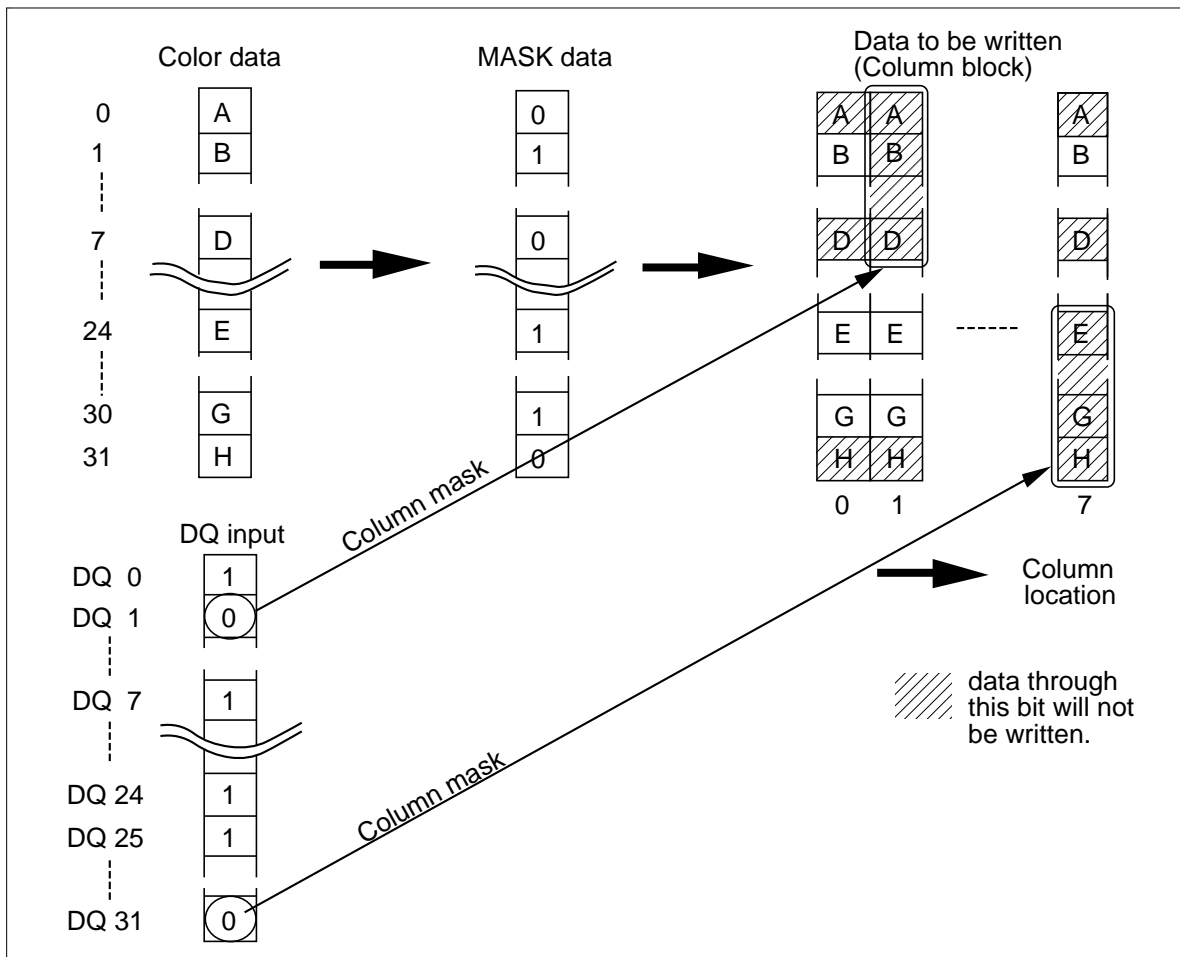 Color data
MASK data
Data to be written
(Column block)
0 A 0 A A A
1 B 1 B B B
7 D 0 D D D
24 E 1 E E E
30 G 1 G G G
31 H 0 H H H
0 1 7
Column mask
DQ input
DQ 0 1
DQ 1 0
Column
location
DQ 7 1
data through
this bit will not
be written.
Column mask
DQ 24 1
DQ 25 1
DQ 31 0